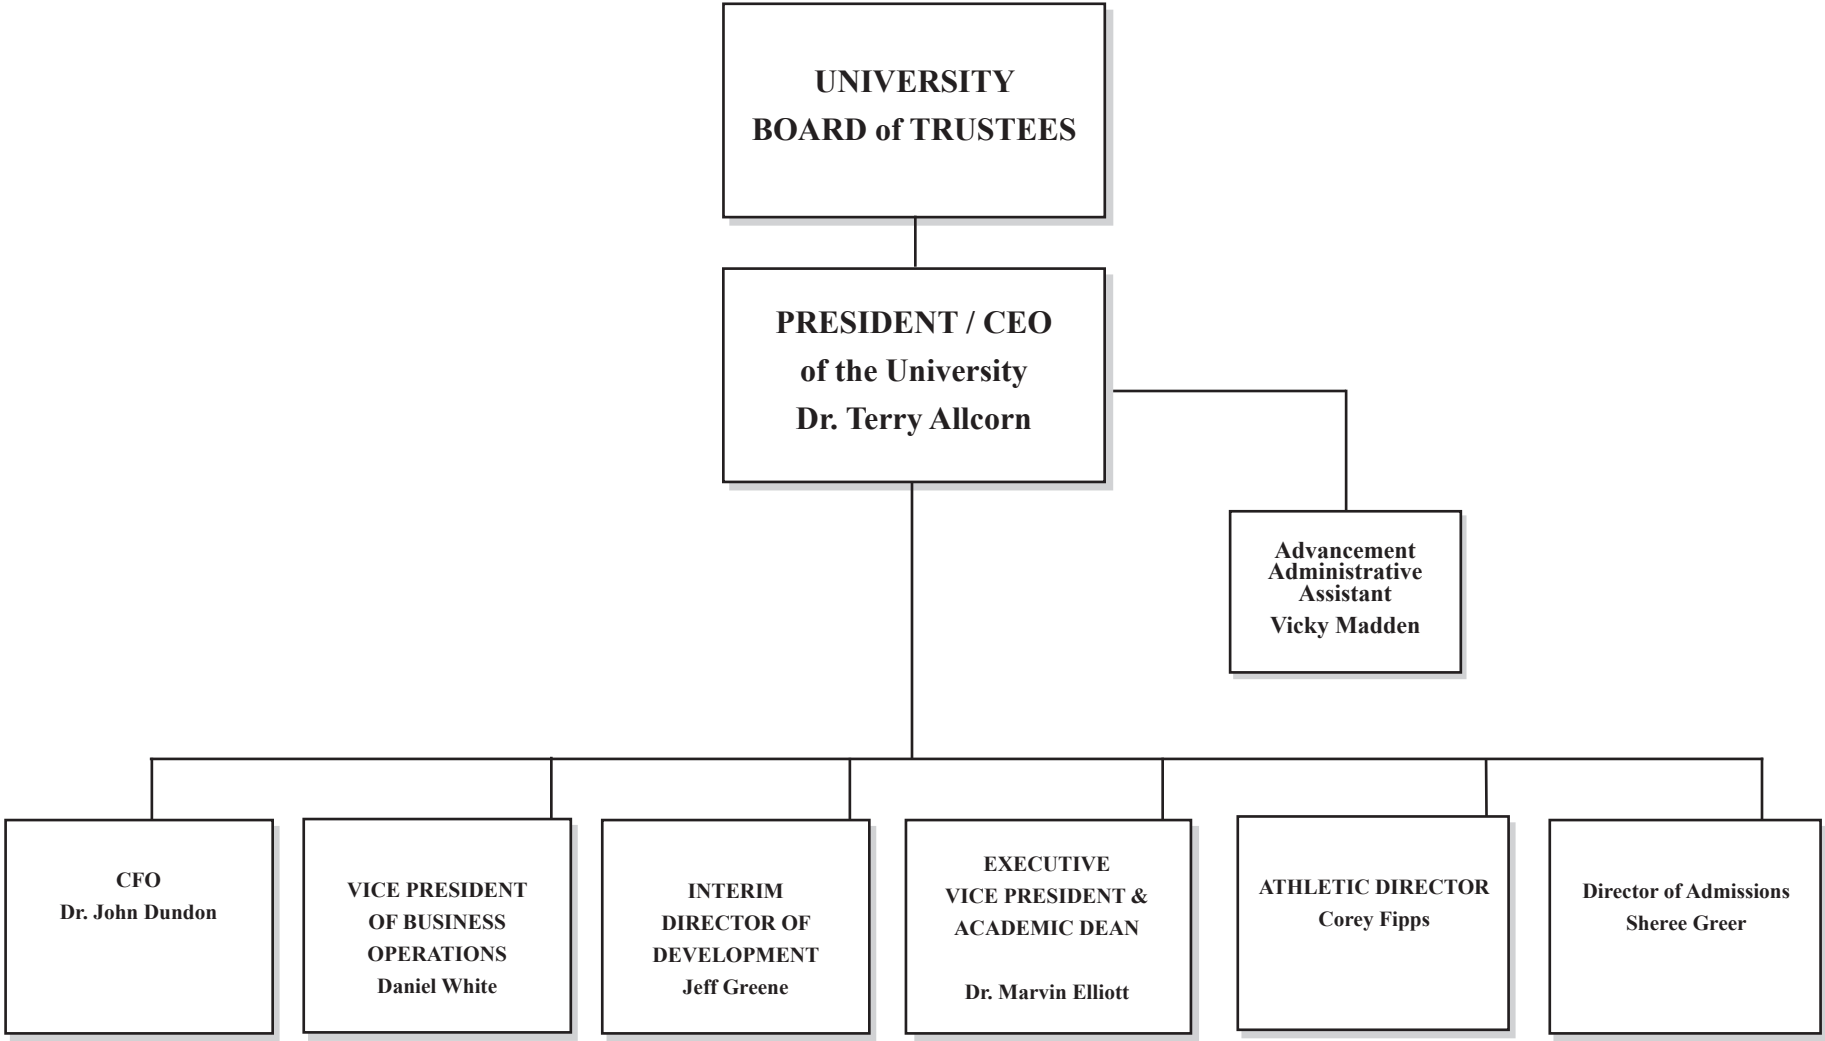 UNIVERSITY
BOARD of TRUSTEES
PRESIDENT / CEO
of the University
Dr. Terry Allcorn
Advancement
Administrative
Assistant
Vicky Madden
CFO
Dr. John Dundon
VICE PRESIDENT
OF BUSINESS
OPERATIONS
Daniel White
INTERIM
DIRECTOR OF
DEVELOPMENT
Jeff Greene
EXECUTIVE
VICE PRESIDENT &
ACADEMIC DEAN
Dr. Marvin Elliott
ATHLETIC DIRECTOR
Corey Fipps
Director of Admissions
Sheree Greer